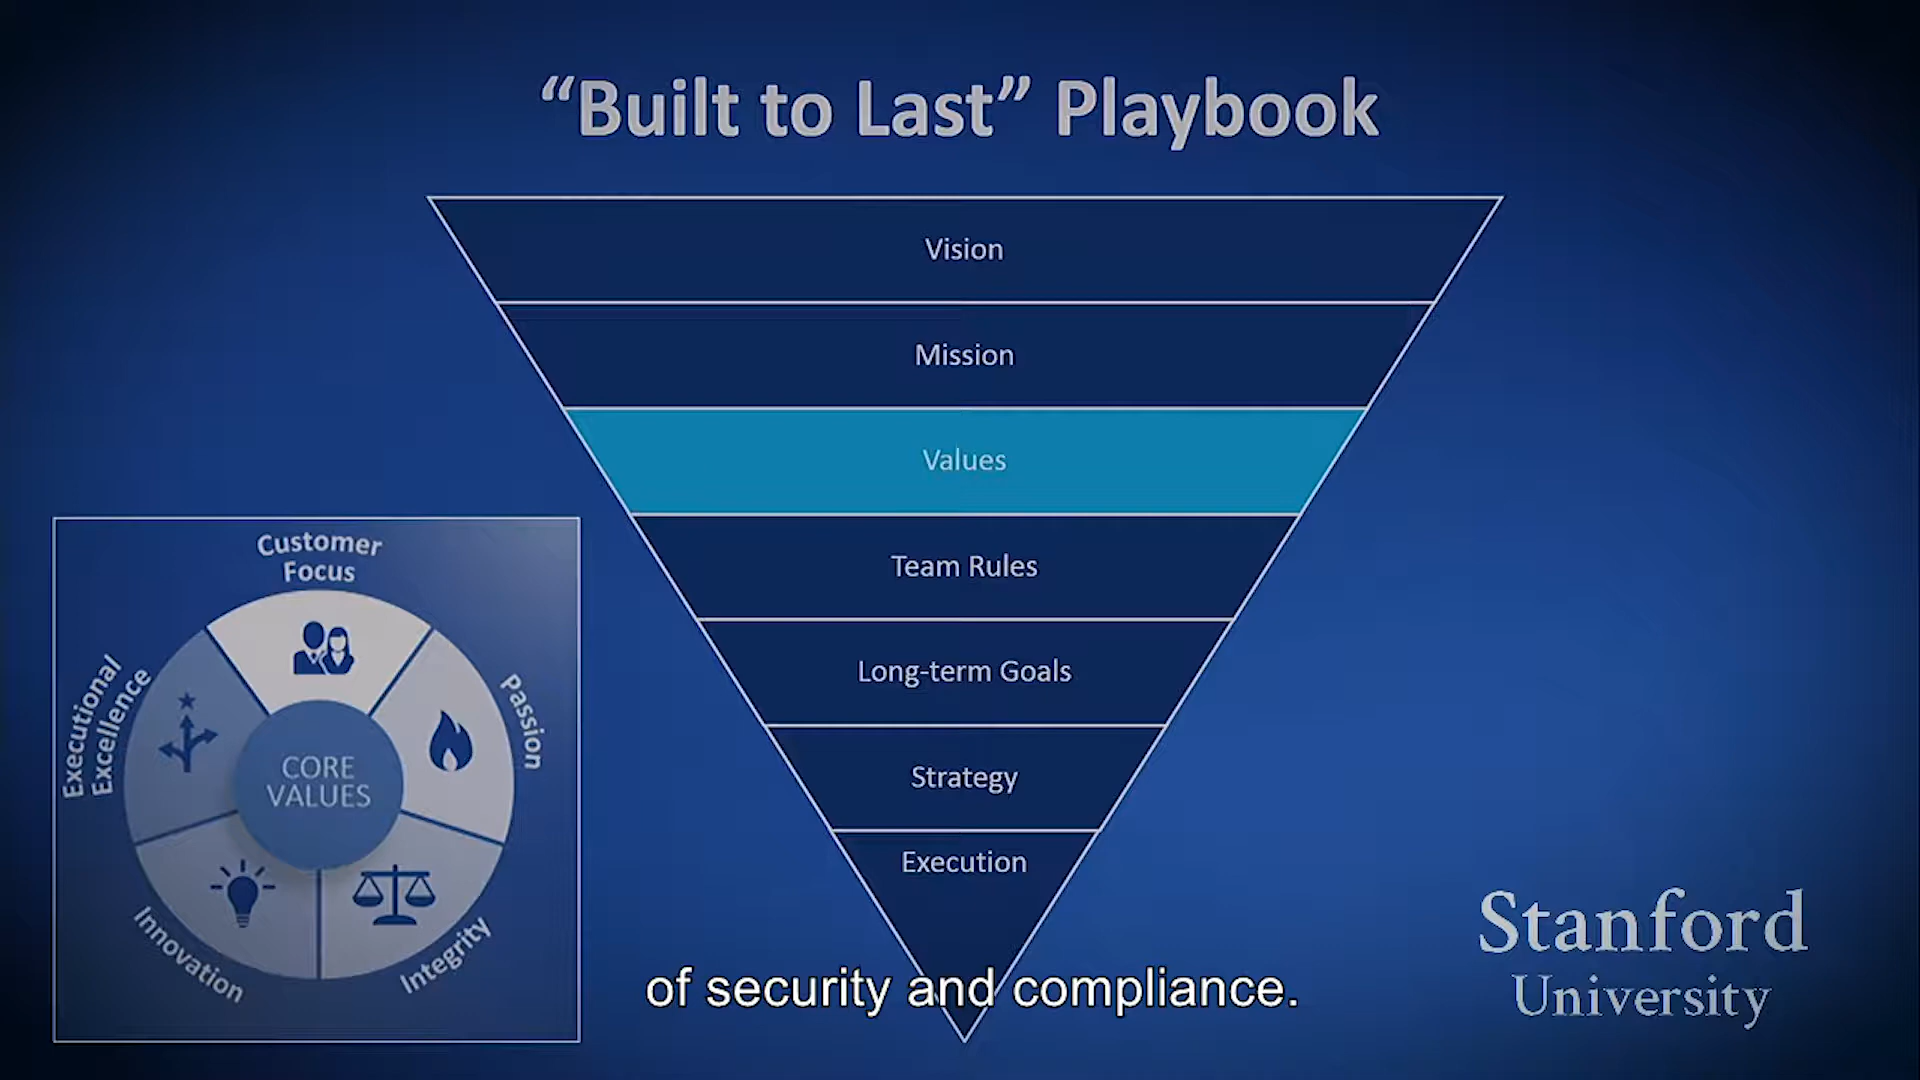 “Built to Last” Playbook
Vision
Mission
Values
Team Rules
Long-term Goals
Strategy
Execution
Customer
Focus
Passion
Integrity
Innovation
Executional
Excellence
CORE
VALUES
of security and compliance.
Stanford
University